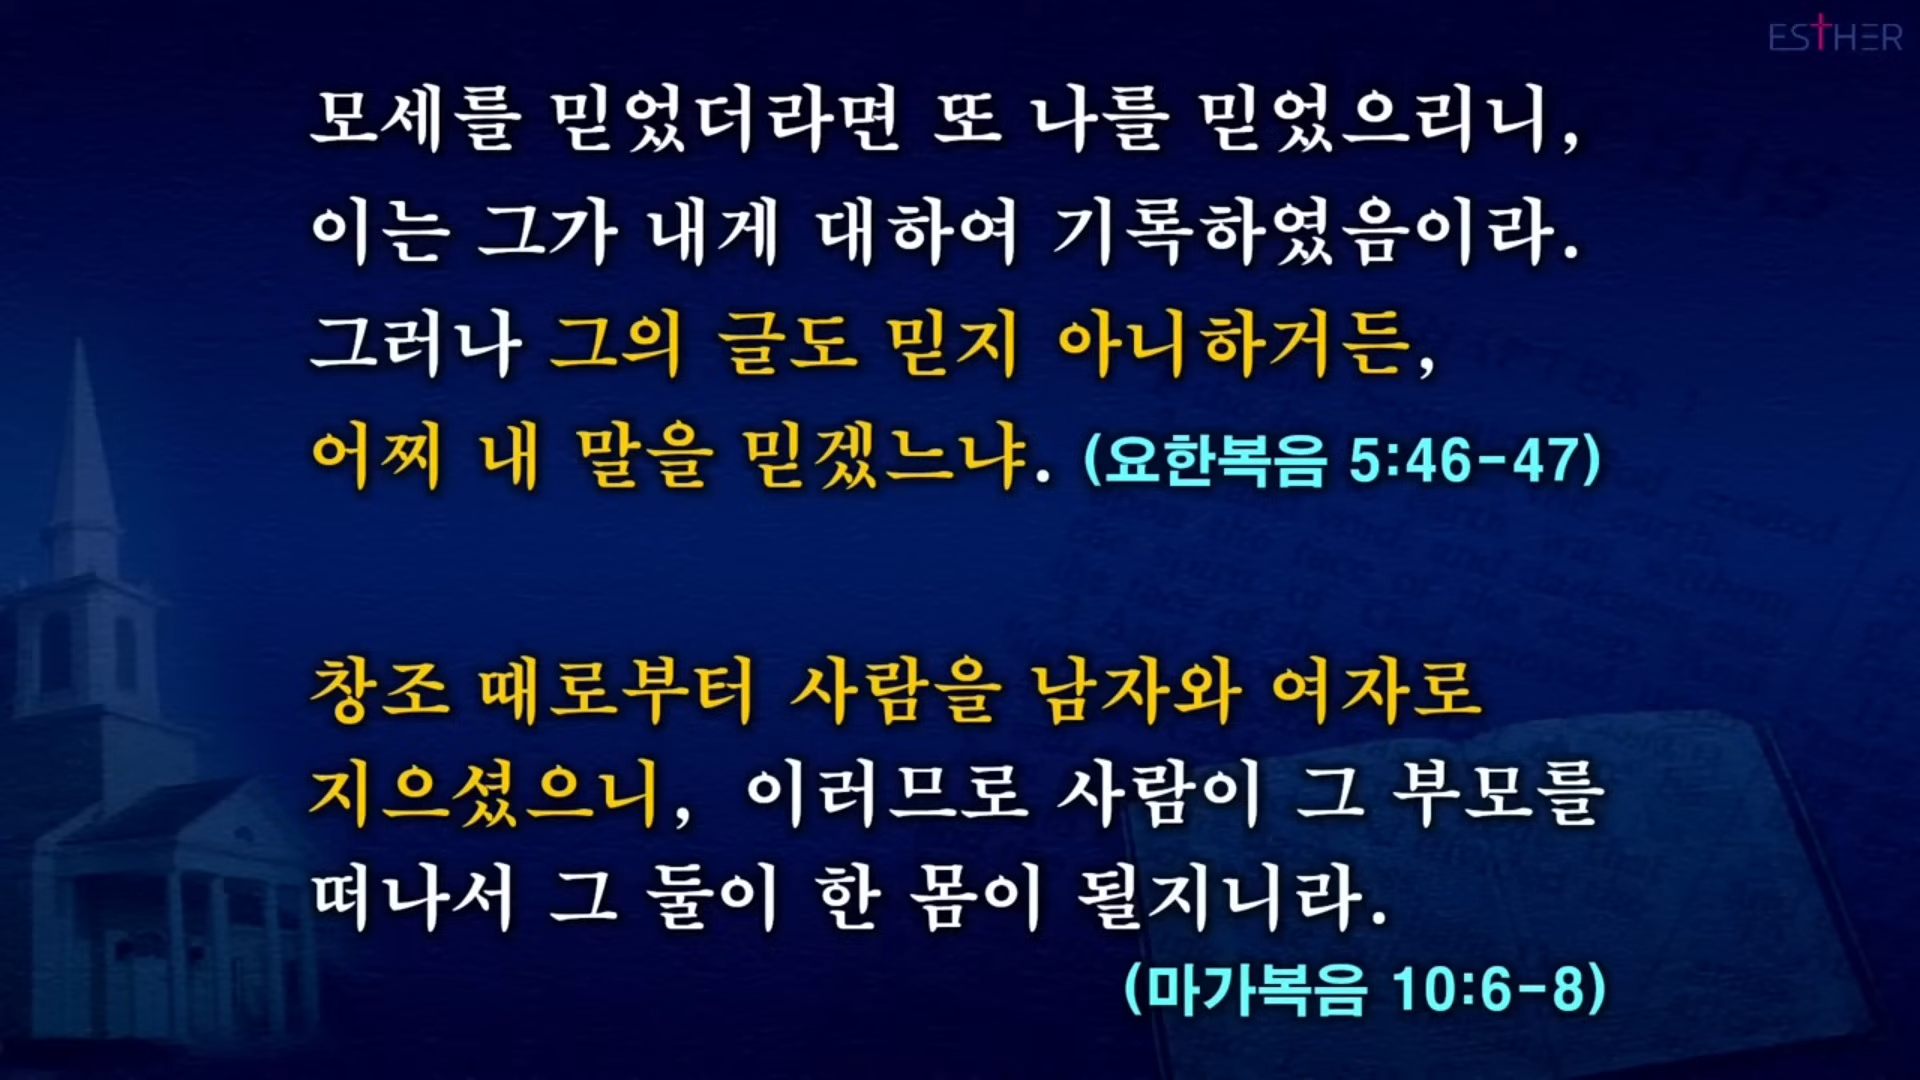 ESTHER
모세를 믿었더라면 또 나를 믿었으리니,
이는 그가 내게 대하여 기록하였음이라.
그러나 그의 글도 믿지 아니하거든,
어찌 내 말을 믿겠느냐. (요한복음 5:46-47)
창조 때로부터 사람을 남자와 여자로
지으셨으니, 이러므로 사람이 그 부모를
떠나서 그 둘이 한 몸이 될지니라.
(마가복음 10:6-8)